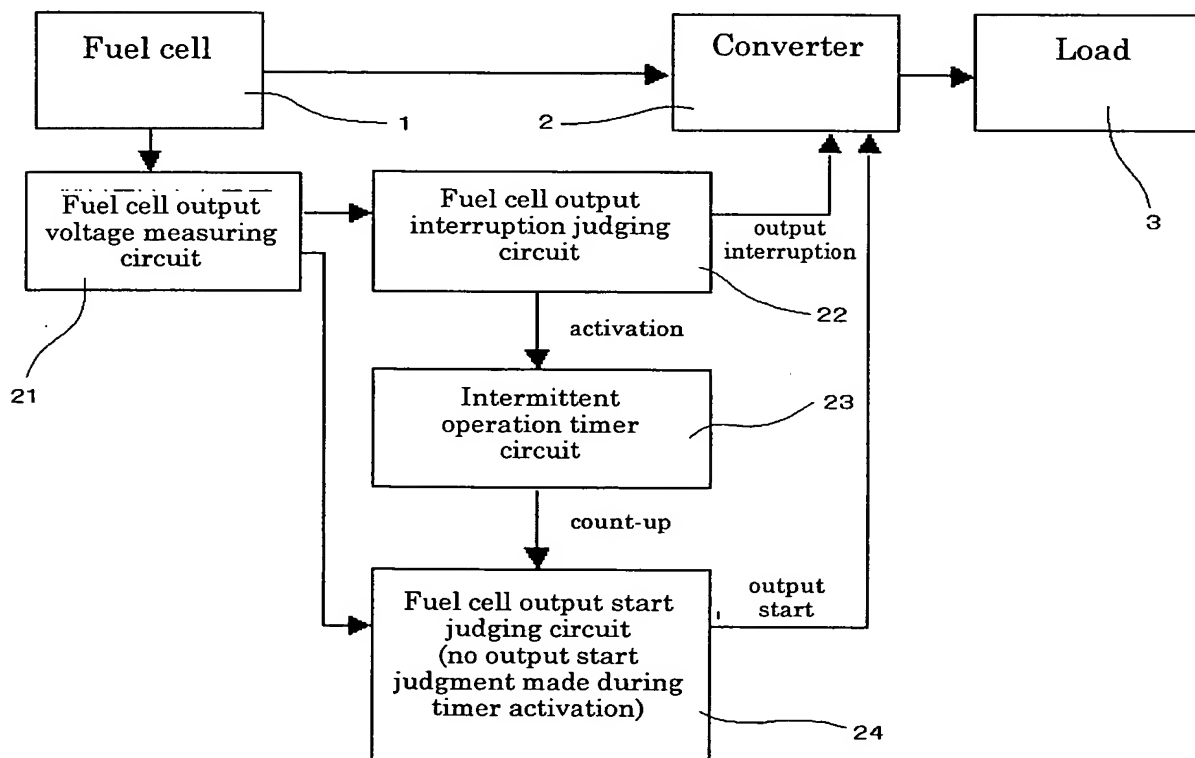 Fuel cell
Converter
Load
1
2
3
Fuel cell output
voltage measuring
circuit
21
Fuel cell output
interruption judging
circuit
output
interruption
22
activation
Intermittent
operation timer
circuit
23
count-up
Fuel cell output start
judging circuit
(no output start
judgment made during
timer activation)
output
start
24